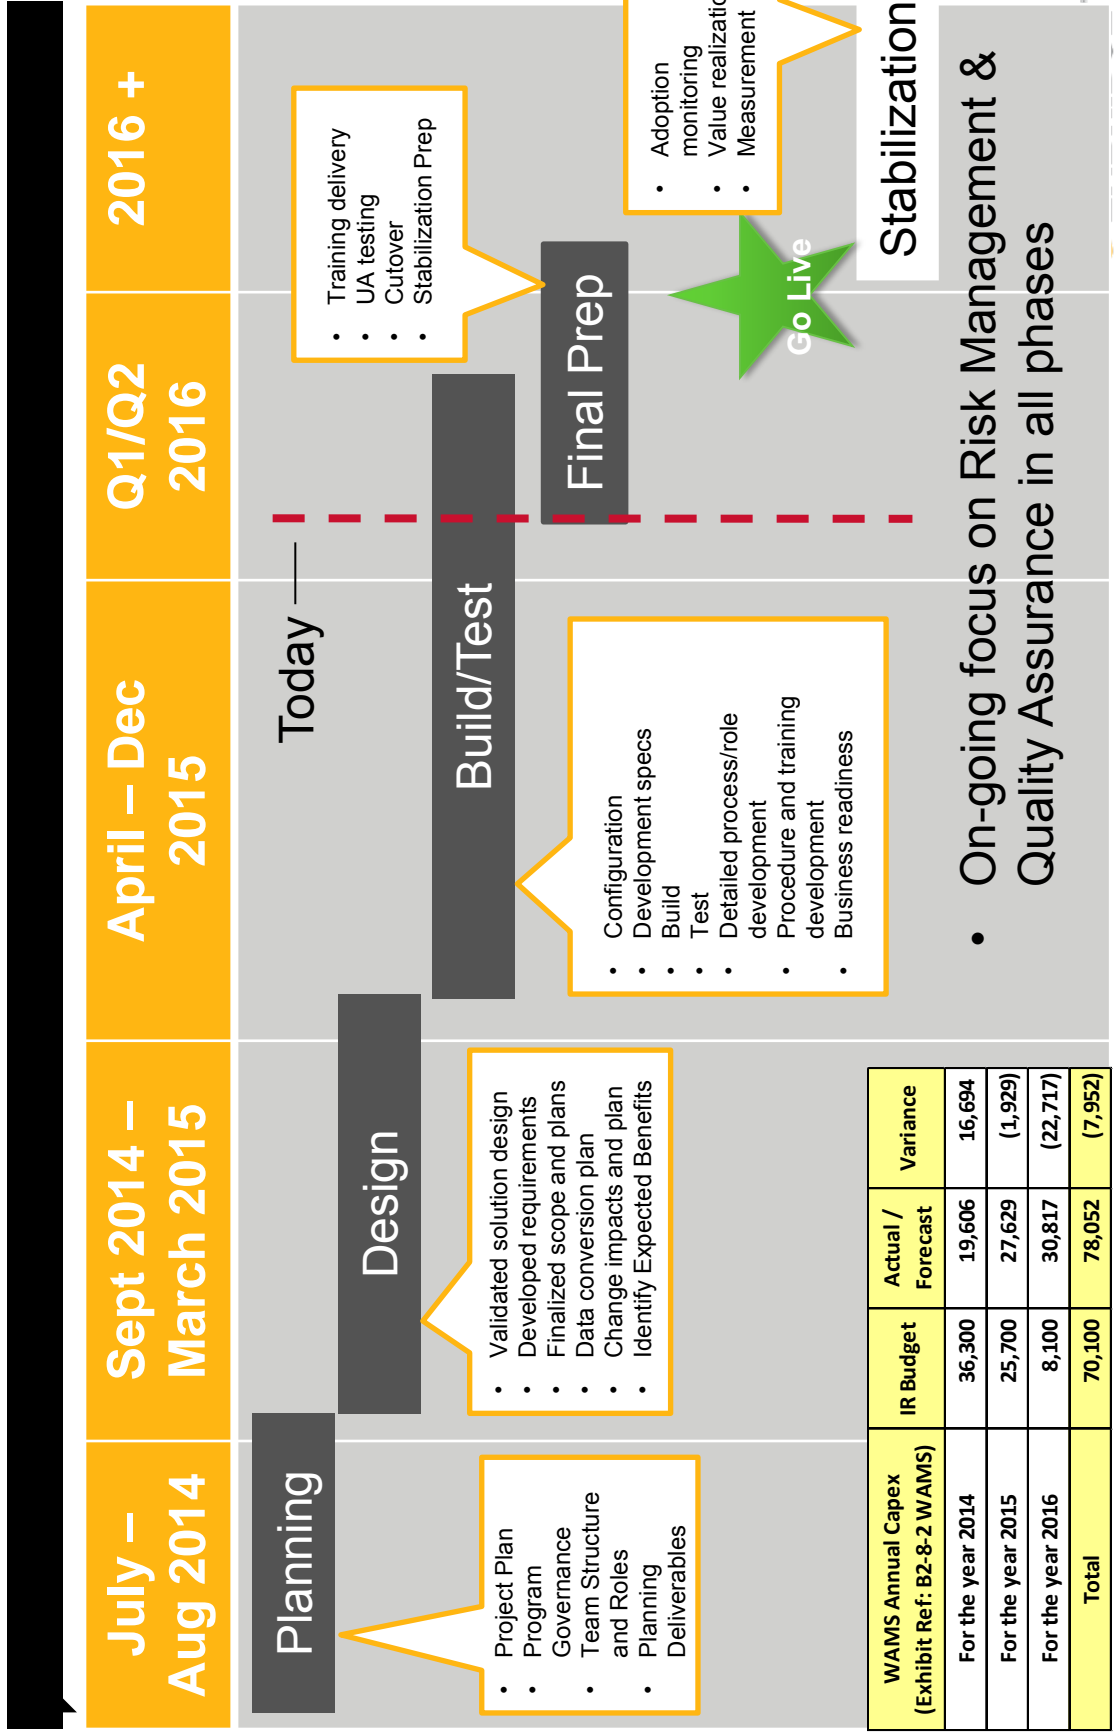 July –
Aug 2014
Sept 2014 –
March 2015
April – Dec
2015
Q1/Q2
2016
2016 +
Planning
Design
Build/Test
Final Prep
Today
• Project Plan
• Program
Governance
• Team Structure
and Roles
• Planning
Deliverables
• Validated solution design
• Developed requirements
• Finalized scope and plans
• Data conversion plan
• Change impacts and plan
• Identify Expected Benefits
• Configuration
• Development specs
• Build
• Test
• Detailed process/role
development
• Procedure and training
development
• Business readiness
• Training delivery
• UA testing
• Cutover
• Stabilization Prep
Go Live
• Adoption
monitoring
• Value realizatio
• Measurement
Stabilization
• On-going focus on Risk Management &
Quality Assurance in all phases
WAMS Annual Capex
(Exhibit Ref: B2-8-2 WAMS)
IR Budget
Actual /
Forecast
Variance
For the year 2014 36,300 19,606 16,694
For the year 2015 25,700 27,629 (1,929)
For the year 2016 8,100 30,817 (22,717)
Total 70,100 78,052 (7,952)